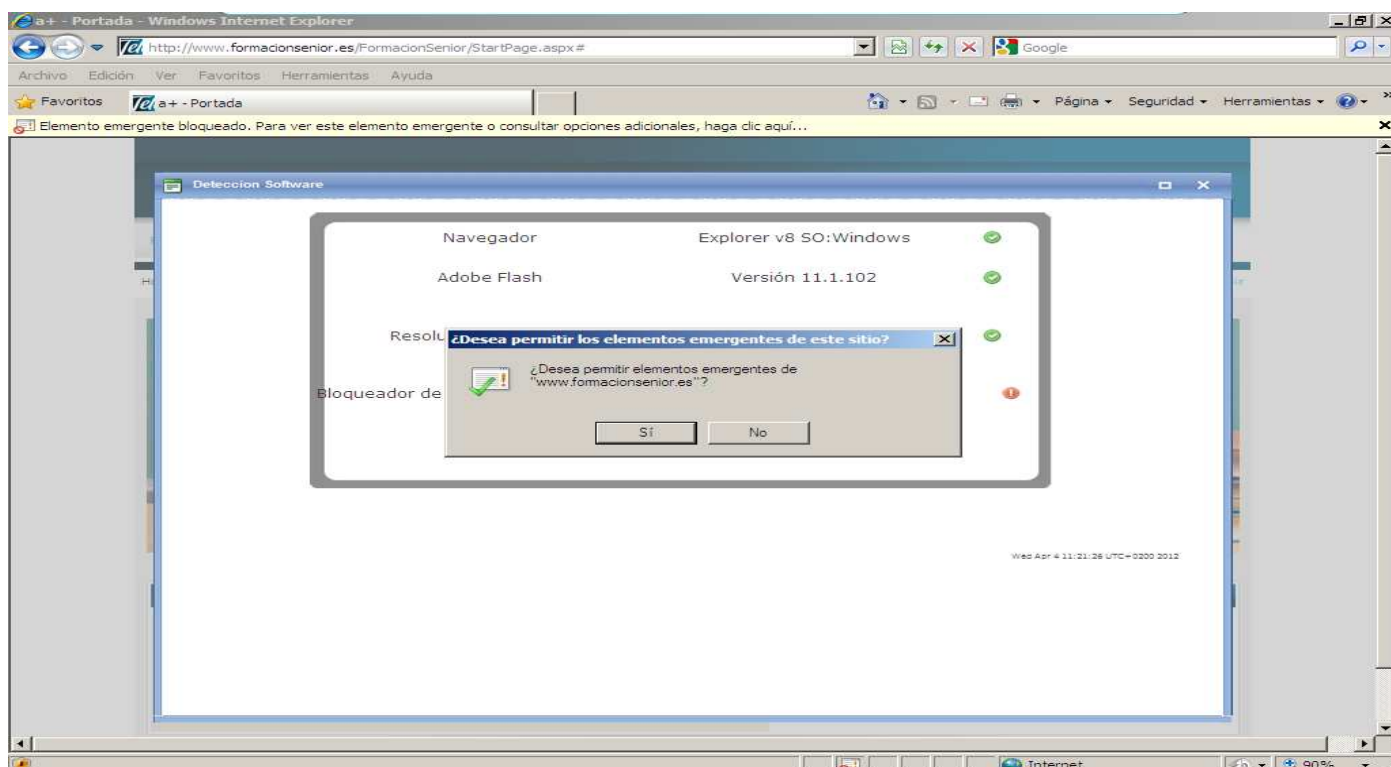 a+ - Portada - Windows Internet Explorer
http://www.formacionsenior.es/FormacionSenior/StartPage.aspx#
Google
Archivo Edición Ver Favoritos Herramientas Ayuda
Favoritos a+ - Portada Página Seguridad Herramientas
Elemento emergente bloqueado. Para ver este elemento emergente o consultar opciones adicionales, haga clic aquí...
Deteccion Software
Navegador Explorer v8 SO:Windows
Adobe Flash Versión 11.1.102
Resolu
¿Desea permitir los elementos emergentes de este sitio?
¿Desea permitir elementos emergentes de
"www.formacionsenior.es"?
Bloqueador de
Sí No
Wed Apr 4 11:21:26 UTC+0200 2012
Internet 90%